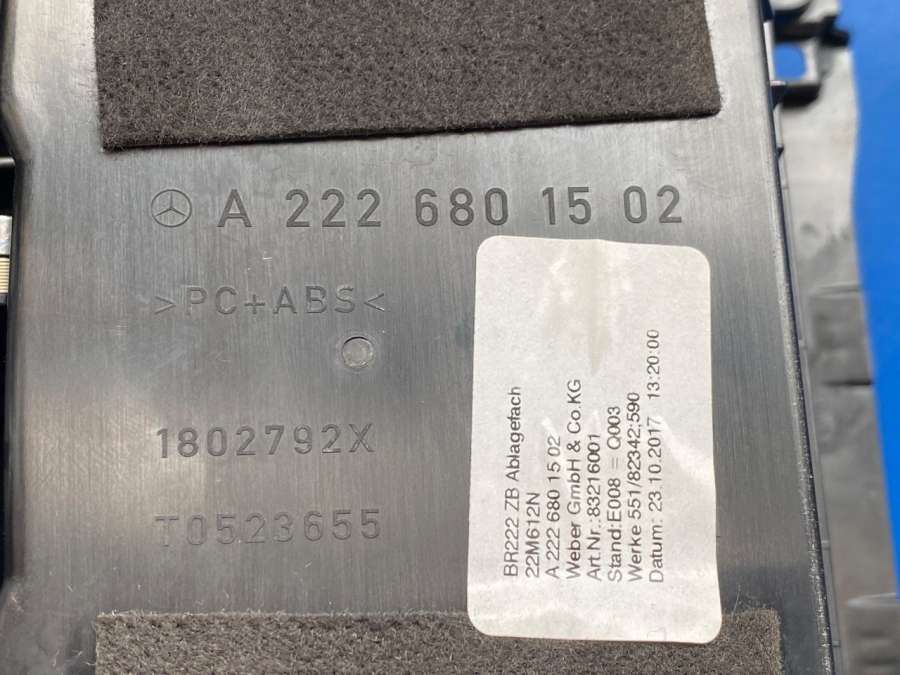 A 222 680 15 02
>PC+ABS<
1802792X
T0523655
BR222 ZB Ablagefach
22M612N
A 222 680 15 02
Weber GmbH & Co.KG
Art.Nr.:83216001
Stand:E008 = Q003
Werke 551/82342;590
Datum: 23.10.2017 13:20:00